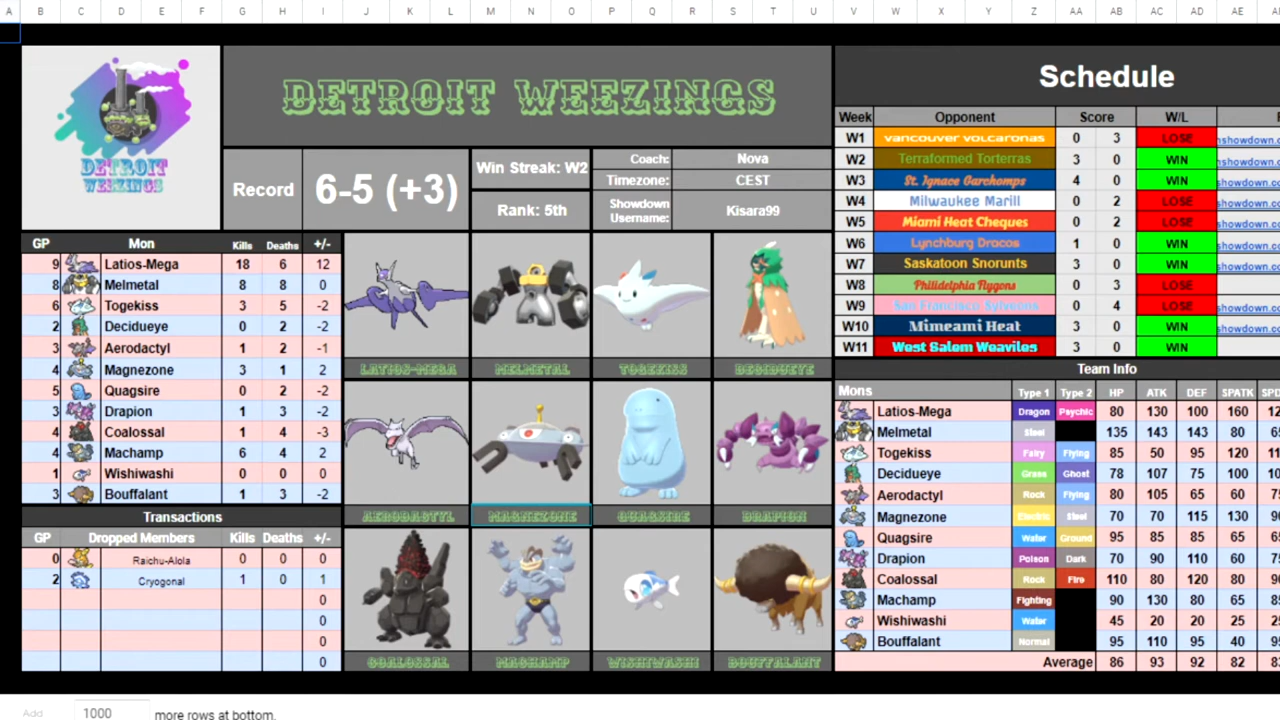 A B C D E F G H I J K L M N O P Q R S T U V W X Y Z AA AB AC AD AE
DETROIT WEEZINGS
DETROIT WEEZINGS
Record 6-5 (+3)
Win Streak: W2
Rank: 5th
Coach: Nova
Timezone: CEST
Showdown Username: Kisara99
GP Mon Kills Deaths +/-
9 Latios-Mega 18 6 12
8 Melmetal 8 8 0
6 Togekiss 3 5 -2
2 Decidueye 0 2 -2
3 Aerodactyl 1 2 -1
4 Magnezone 3 1 2
5 Quagsire 0 2 -2
3 Drapion 1 3 -2
4 Coalossal 1 4 -3
4 Machamp 6 4 2
1 Wishiwashi 0 0 0
3 Bouffalant 1 3 -2
Transactions
GP Dropped Members Kills Deaths +/-
0 Raichu-Alola 0 0 0
2 Cryogonal 1 0 1
0
0
0
0
LATIOS-MEGA MELMETAL TOGEKISS DECIDUEYE
AERODACTYL MAGNEZONE QUAGSIRE DRAPION
COALOSSAL MACHAMP WISHIWASHI BOUFFALANT
Schedule
Week Opponent Score W/L
W1 Vancouver Volcaronas 0 3 LOSE nshowdown.c
W2 Terraformed Torterras 3 0 WIN showdown.cc
W3 St. Ignace Garchomps 4 0 WIN showdown.cc
W4 Milwaukee Marill 0 2 LOSE showdown.cc
W5 Miami Heat Cheques 0 2 LOSE showdown.cc
W6 Lynchburg Dracos 1 0 WIN showdown.cc
W7 Saskatoon Snorunts 3 0 WIN showdown.cc
W8 Philidelphia Flygons 0 3 LOSE
W9 San Francisco Sylveons 0 4 LOSE showdown.cc
W10 Mimeami Heat 3 0 WIN showdown.cc
W11 West Salem Weaviles 3 0 WIN
Team Info
Mons Type 1 Type 2 HP ATK DEF SPATK SPD
Latios-Mega Dragon Psychic 80 130 100 160
Melmetal Steel 135 143 143 80
Togekiss Fairy Flying 85 50 95 120
Decidueye Grass Ghost 78 107 75 100
Aerodactyl Rock Flying 80 105 65 60
Magnezone Electric Steel 70 70 115 130
Quagsire Water Ground 95 85 85 65
Drapion Poison Dark 70 90 110 60
Coalossal Rock Fire 110 80 120 80
Machamp Fighting 90 130 80 65
Wishiwashi Water 45 20 20 25
Bouffalant Normal 95 110 95 40
Average 86 93 92 82
Add 1000 more rows at bottom.